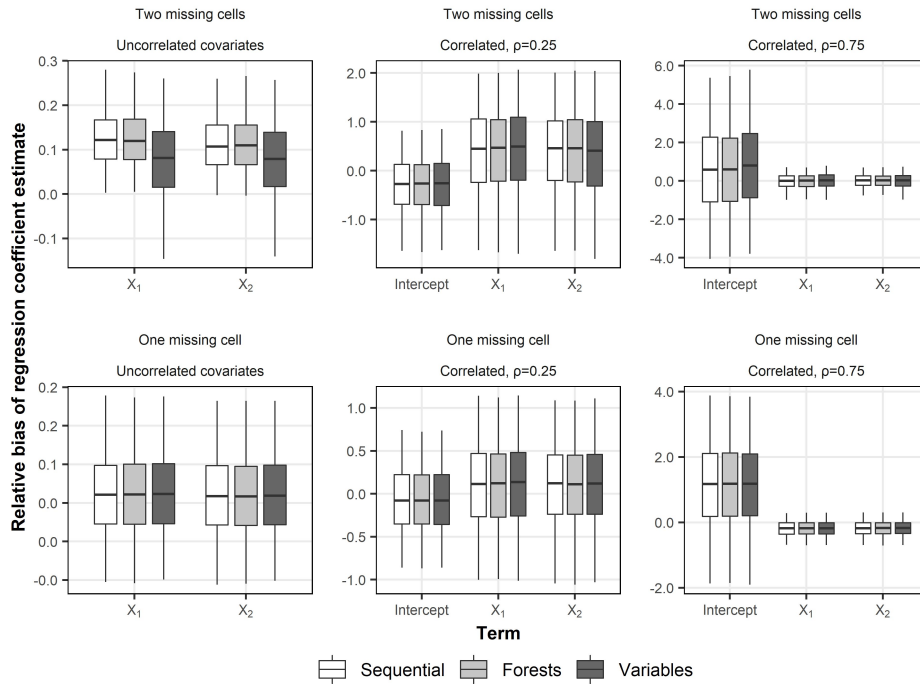 Two missing cells
Two missing cells
Two missing cells
Uncorrelated covariates
Correlated, ρ=0.25
Correlated, ρ=0.75
0.3
0.2
0.1
0.0
-0.1
2.0
1.0
0.0
-1.0
6.0
4.0
2.0
0.0
-2.0
-4.0
X₁
X₂
Intercept
X₁
X₂
Intercept
X₁
X₂
Relative bias of regression coefficient estimate
One missing cell
One missing cell
One missing cell
Uncorrelated covariates
Correlated, ρ=0.25
Correlated, ρ=0.75
0.2
0.2
0.1
0.0
0.0
-0.0
1.0
0.5
0.0
-0.5
-1.0
4.0
2.0
0.0
-2.0
X₁
X₂
Intercept
X₁
X₂
Intercept
X₁
X₂
Term
Sequential
Forests
Variables